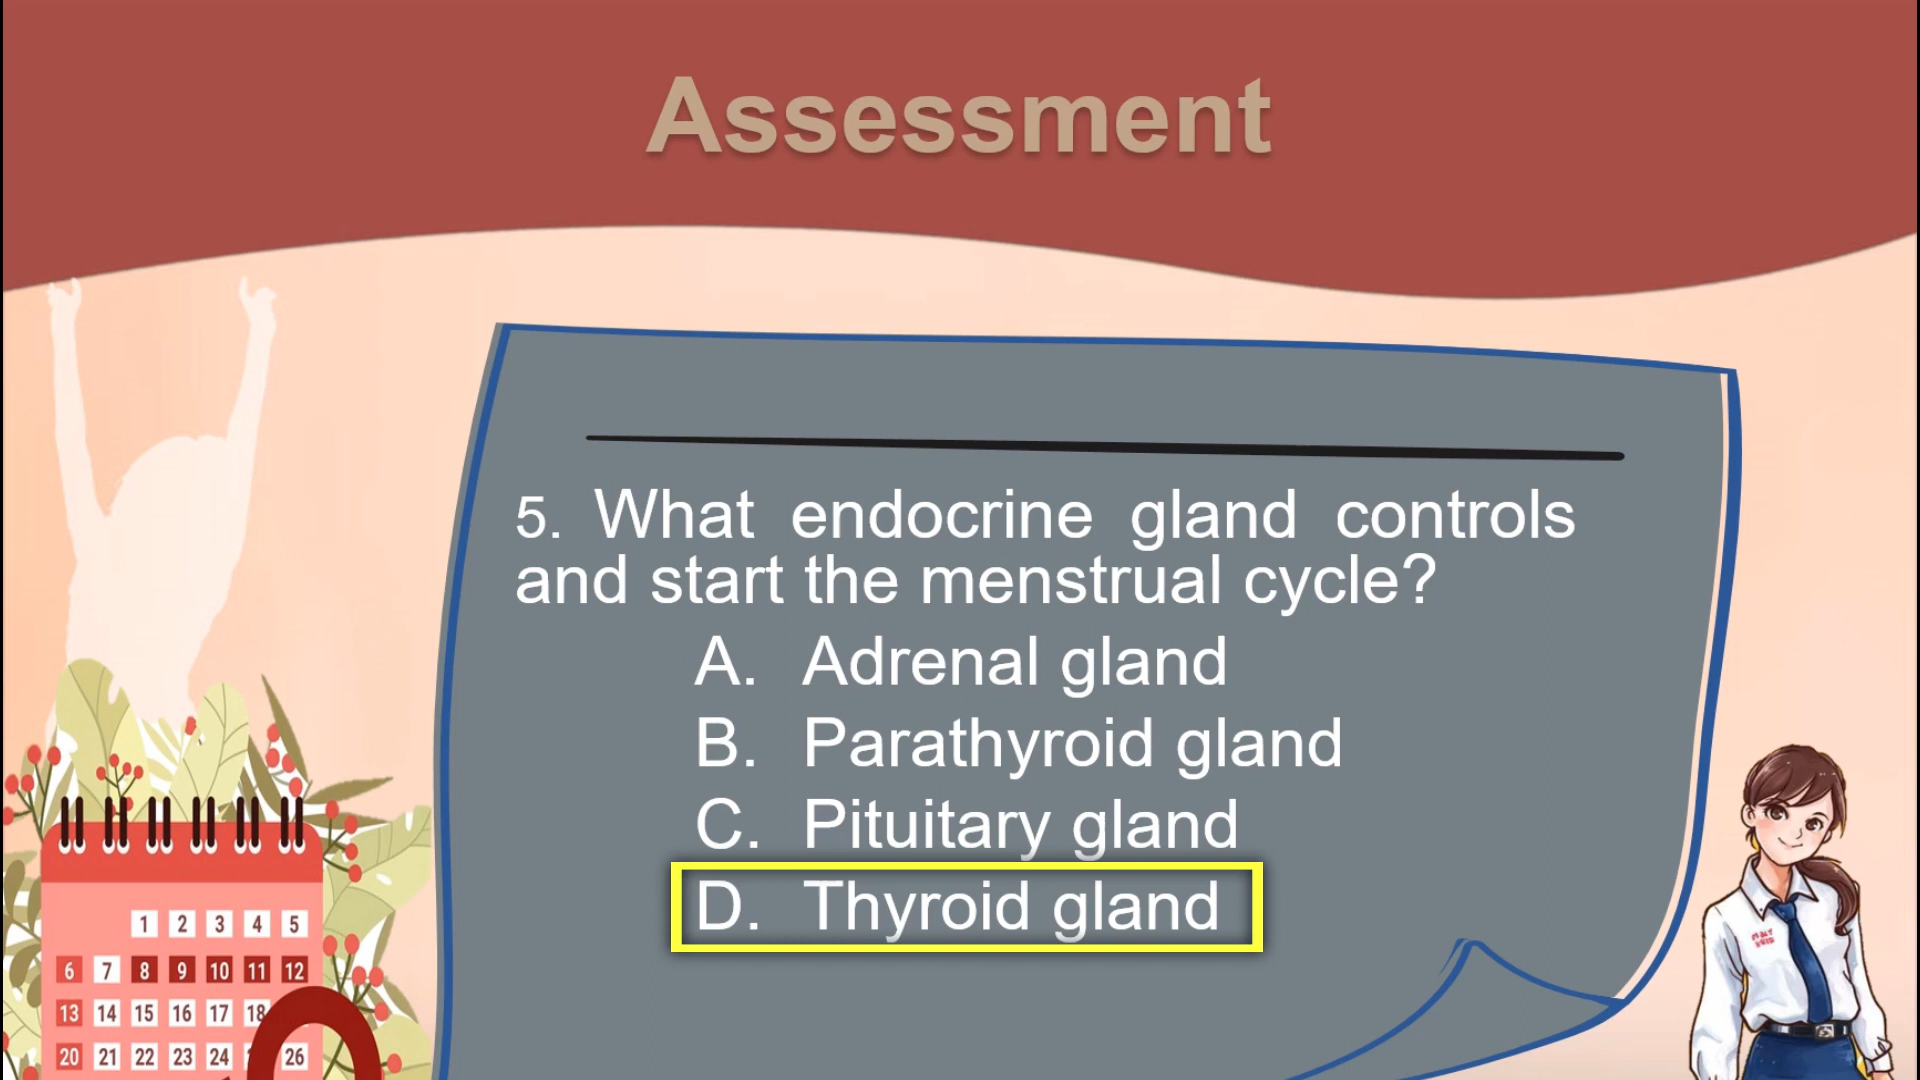 Assessment
5. What endocrine gland controls
and start the menstrual cycle?
A. Adrenal gland
B. Parathyroid gland
C. Pituitary gland
D. Thyroid gland
1 2 3 4 5
6 7 8 9 10 11 12
13 14 15 16 17 18
20 21 22 23 24 26